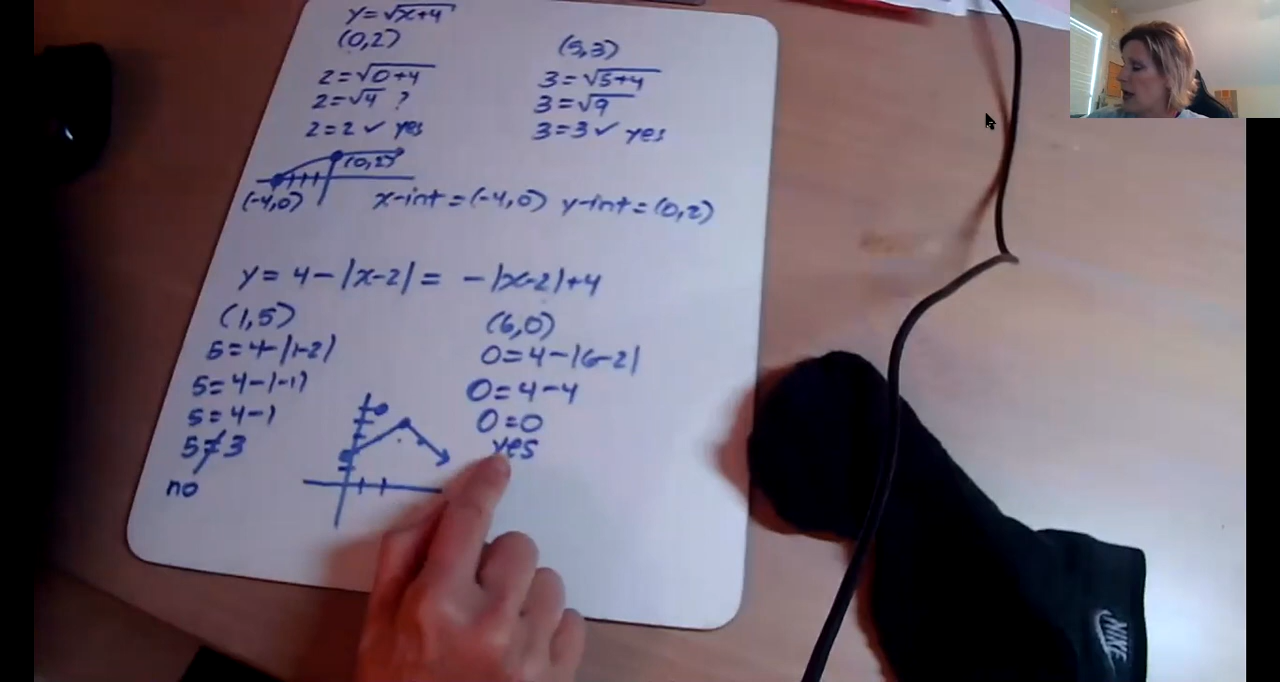 y = √x+4
(0,2)
2 = √0+4
2 = √4 ?
2 = 2 ✓ yes
(5,3)
3 = √5+4
3 = √9
3 = 3 ✓ yes
(0,2)
(-4,0)
x-int = (-4,0) y-int = (0,2)
y = 4 - |x-2| = -|x-2| + 4
(1,5)
5 = 4 - |1-2|
5 = 4 - |-1|
5 = 4 - 1
5 ≠ 3
no
(6,0)
0 = 4 - |6-2|
0 = 4 - 4
0 = 0
yes
NIKE